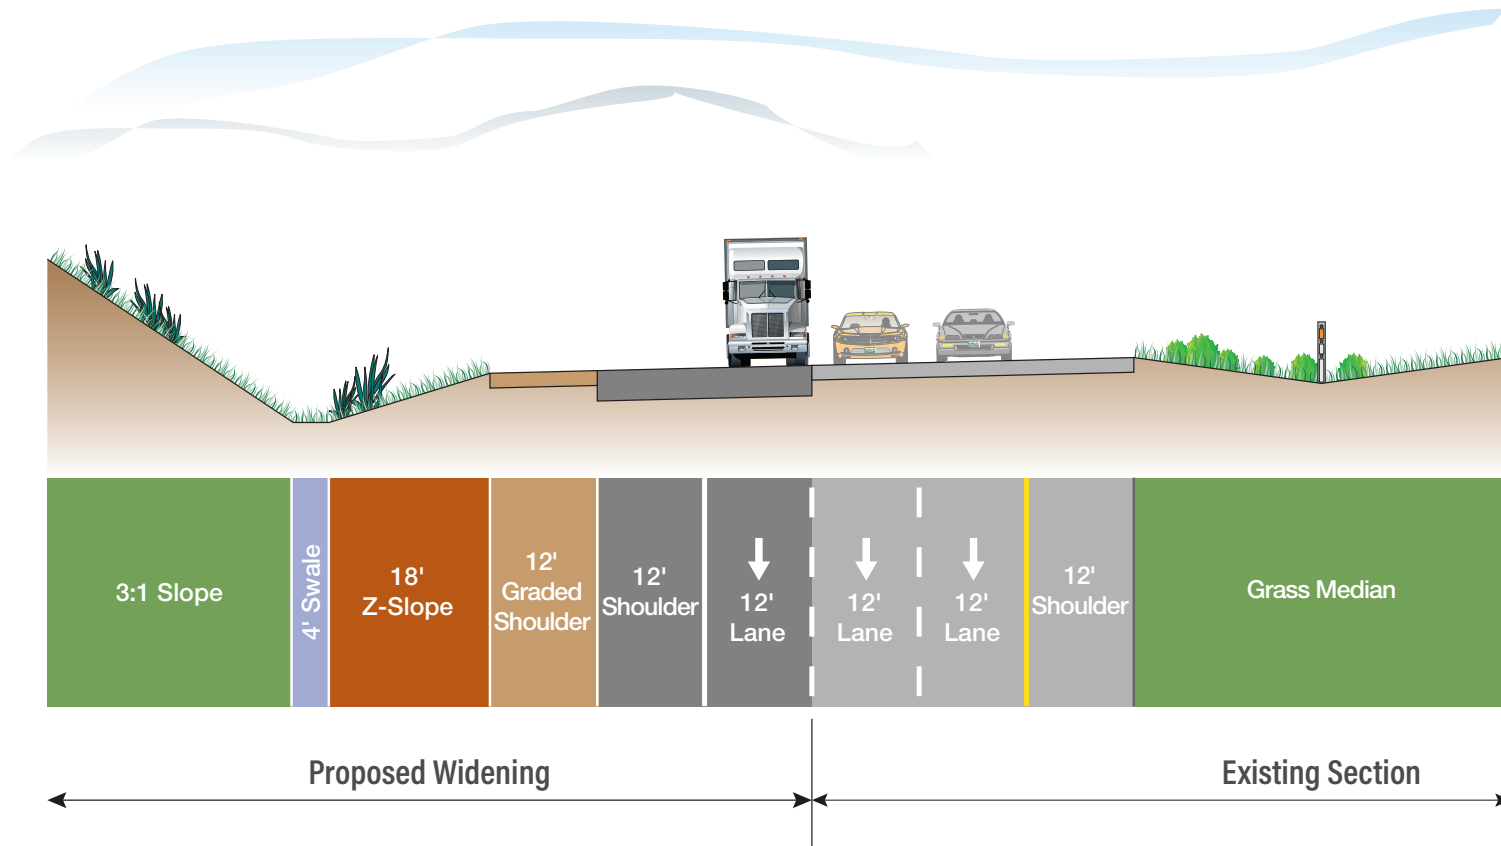 3:1 Slope
4' Swale
18'
Z-Slope
12'
Graded
Shoulder
12'
Shoulder
12'
Lane
12'
Lane
12'
Lane
12'
Shoulder
Grass Median
Proposed Widening
Existing Section